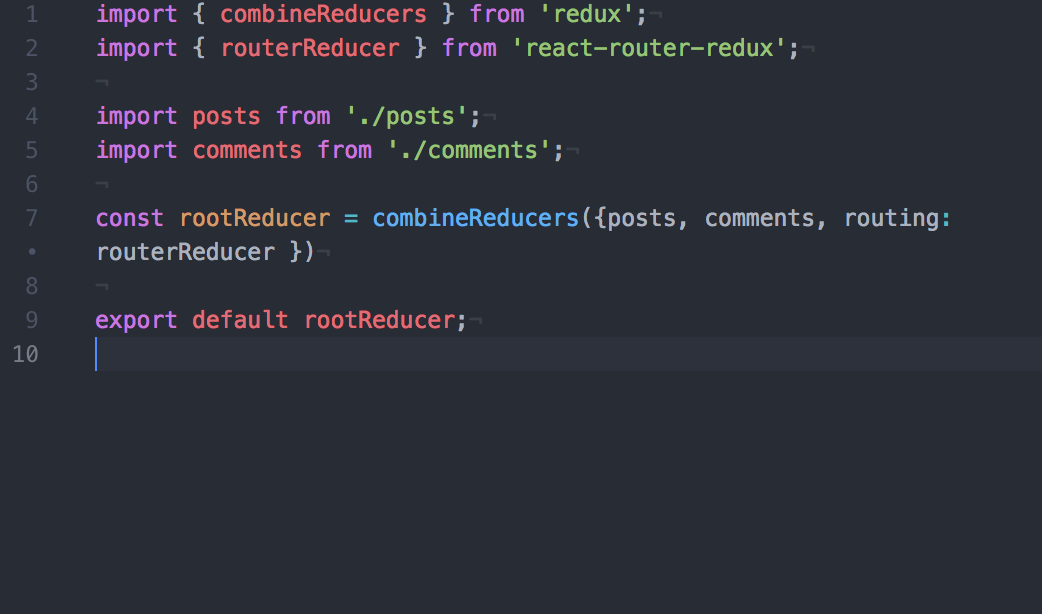 1 import { combineReducers } from 'redux';¬
2 import { routerReducer } from 'react-router-redux';¬
3 ¬
4 import posts from './posts';¬
5 import comments from './comments';¬
6 ¬
7 const rootReducer = combineReducers({posts, comments, routing:
• routerReducer })¬
8 ¬
9 export default rootReducer;¬
10